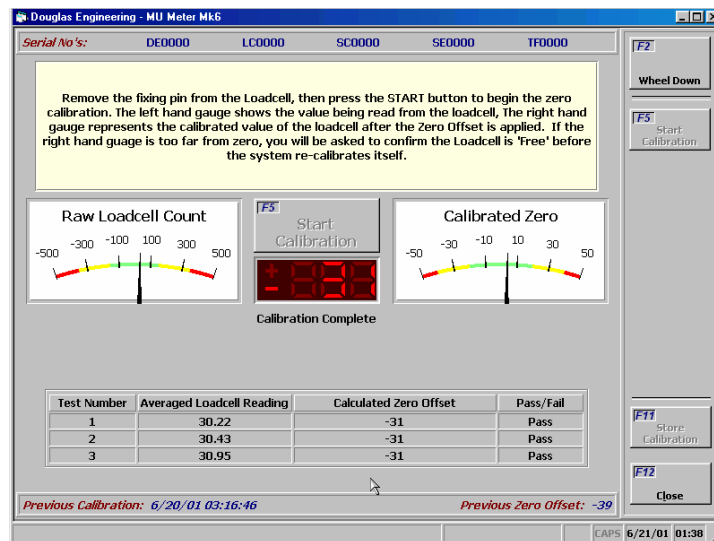 Douglas Engineering - MU Meter Mk6
Serial No's: DE0000 LC0000 SC0000 SE0000 TF0000
Remove the fixing pin from the Loadcell, then press the START button to begin the zero
calibration. The left hand gauge shows the value being read from the loadcell, The right hand
gauge represents the calibrated value of the loadcell after the Zero Offset is applied. If the
right hand guage is too far from zero, you will be asked to confirm the Loadcell is 'Free' before
the system re-calibrates itself.
Raw Loadcell Count
-500 -300 -100 100 300 500
F5
Start
Calibration
-31
Calibration Complete
Calibrated Zero
-50 -30 -10 10 30 50
Test Number Averaged Loadcell Reading Calculated Zero Offset Pass/Fail
1 30.22 -31 Pass
2 30.43 -31 Pass
3 30.95 -31 Pass
Previous Calibration: 6/20/01 03:16:46 Previous Zero Offset: -39
F2
Wheel Down
F5
Start
Calibration
F11
Store
Calibration
F12
Close
CAPS 6/21/01 01:38